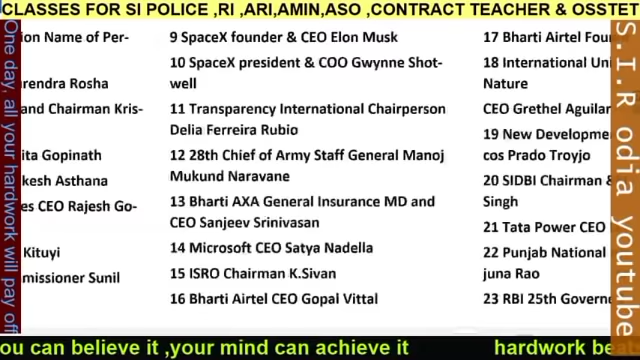 CLASSES FOR SI POLICE ,RI ,ARI,AMIN,ASO ,CONTRACT TEACHER & OSSTET
One day, all your hardwork will pay off
ion Name of Per-
urendra Rosha
and Chairman Kris-
ita Gopinath
kesh Asthana
es CEO Rajesh Go-
Kituyi
missioner Sunil
9 SpaceX founder & CEO Elon Musk
10 SpaceX president & COO Gwynne Shot-
well
11 Transparency International Chairperson
Delia Ferreira Rubio
12 28th Chief of Army Staff General Manoj
Mukund Naravane
13 Bharti AXA General Insurance MD and
CEO Sanjeev Srinivasan
14 Microsoft CEO Satya Nadella
15 ISRO Chairman K.Sivan
16 Bharti Airtel CEO Gopal Vittal
17 Bharti Airtel Fou
18 International Uni
Nature
CEO Grethel Aguilar
19 New Developme
cos Prado Troyjo
20 SIDBI Chairman &
Singh
21 Tata Power CEO
22 Punjab National
juna Rao
23 RBI 25th Governo
S.I.R odia youtube
ou can believe it ,your mind can achieve it hardwork beat